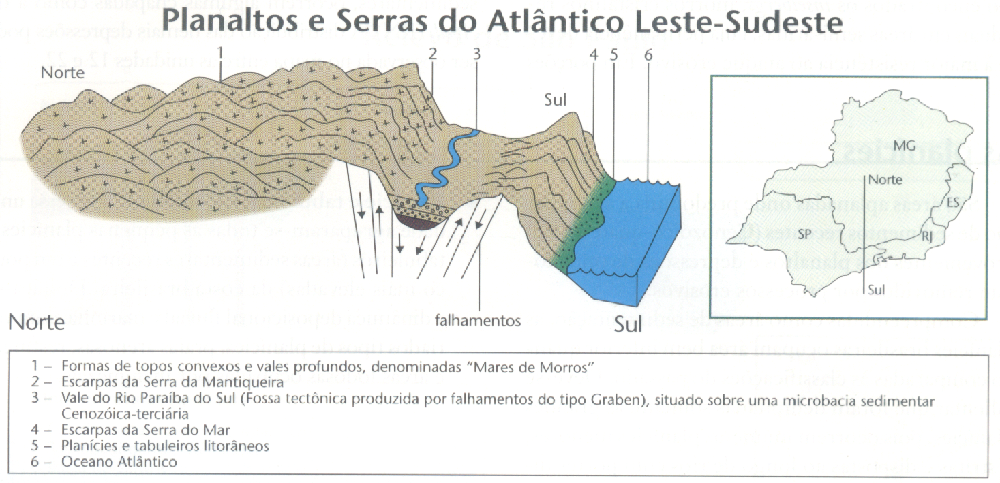 Planaltos e Serras do Atlântico Leste-Sudeste
1 2 3 4 5 6
Norte
Sul
MG
Norte
ES
SP
RJ
Sul
falhamentos
Norte
Sul
1 – Formas de topos convexos e vales profundos, denominadas "Mares de Morros"
2 – Escarpas da Serra da Mantiqueira
3 – Vale do Rio Paraíba do Sul (Fossa tectônica produzida por falhamentos do tipo Graben), situado sobre uma microbacia sedimentar
Cenozóica-terciária
4 – Escarpas da Serra do Mar
5 – Planícies e tabuleiros litorâneos
6 – Oceano Atlântico